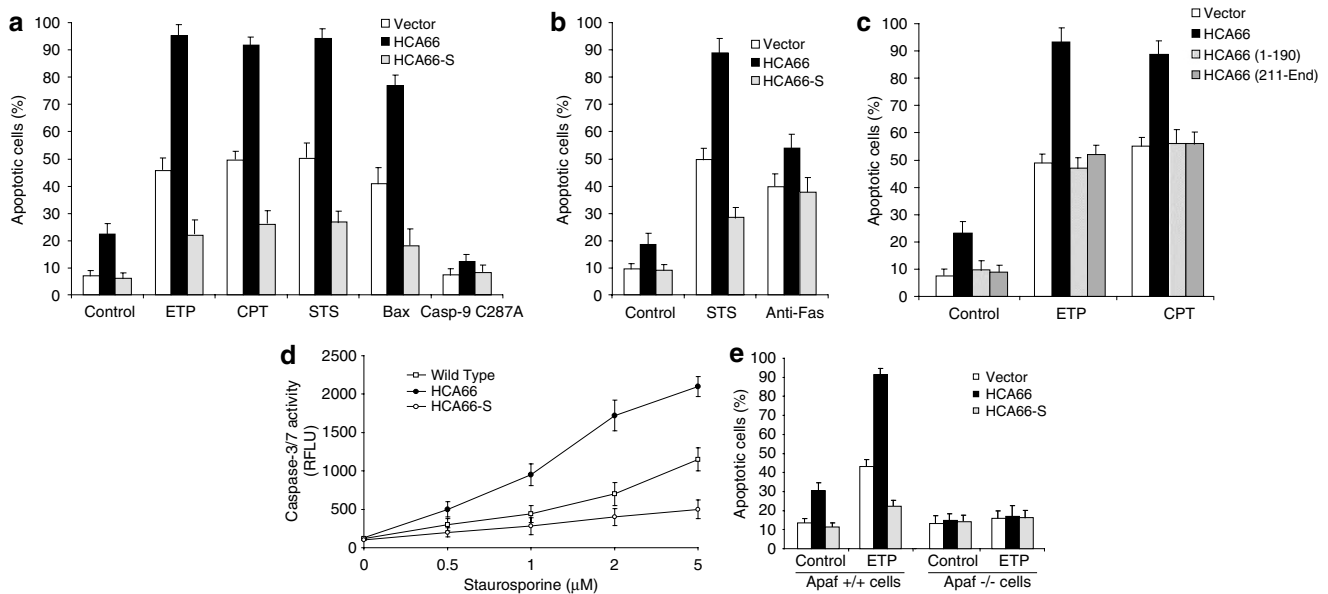 a
Apoptotic cells (%)
100
90
80
70
60
50
40
30
20
10
0
Vector
HCA66
HCA66-S
Control ETP CPT STS Bax Casp-9 C287A
b
Apoptotic cells (%)
100
90
80
70
60
50
40
30
20
10
0
Vector
HCA66
HCA66-S
Control STS Anti-Fas
c
Apoptotic cells (%)
100
90
80
70
60
50
40
30
20
10
0
Vector
HCA66
HCA66 (1-190)
HCA66 (211-End)
Control ETP CPT
d
Caspase-3/7 activity
(RFLU)
2500
2000
1500
1000
500
0
Wild Type
HCA66
HCA66-S
0 0.5 1 2 5
Staurosporine (μM)
e
Apoptotic cells (%)
100
90
80
70
60
50
40
30
20
10
0
Vector
HCA66
HCA66-S
Control ETP Control ETP
Apaf +/+ cells Apaf -/- cells